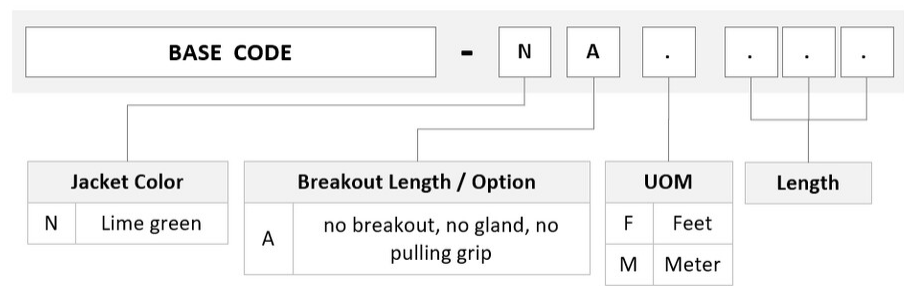 BASE CODE - N A . . . .
Jacket Color
N Lime green
Breakout Length / Option
A no breakout, no gland, no
pulling grip
UOM
F Feet
M Meter
Length